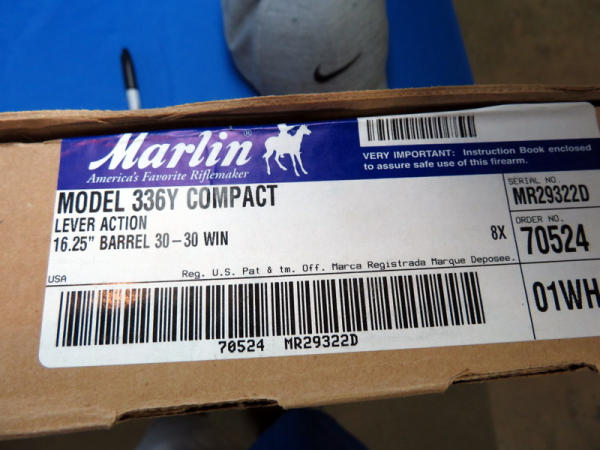 Marlin®
America's Favorite Riflemaker
VERY IMPORTANT: Instruction Book enclosed
to assure safe use of this firearm.
MODEL 336Y COMPACT
LEVER ACTION
16.25" BARREL 30-30 WIN
8X
SERIAL NO.
MR29322D
ORDER NO.
70524
USA
Reg. U.S. Pat & tm. Off. Marca Registrada Marque Deposee.
01WH
70524 MR29322D